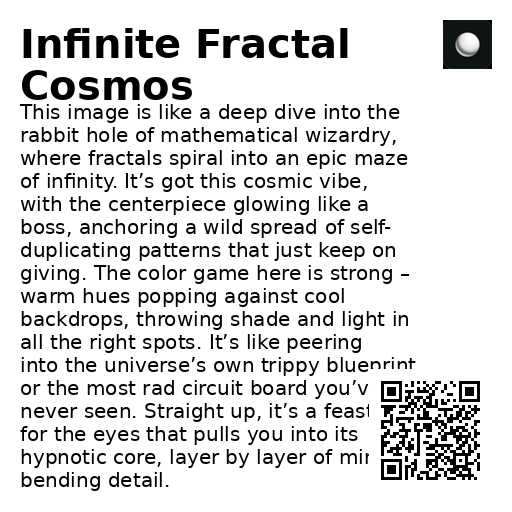 Infinite Fractal
Cosmos
This image is like a deep dive into the
rabbit hole of mathematical wizardry,
where fractals spiral into an epic maze
of infinity. It’s got this cosmic vibe,
with the centerpiece glowing like a
boss, anchoring a wild spread of self-
duplicating patterns that just keep on
giving. The color game here is strong –
warm hues popping against cool
backdrops, throwing shade and light in
all the right spots. It’s like peering
into the universe’s own trippy blueprint
or the most rad circuit board you’v
never seen. Straight up, it’s a feast
for the eyes that pulls you into its
hypnotic core, layer by layer of
bending detail.